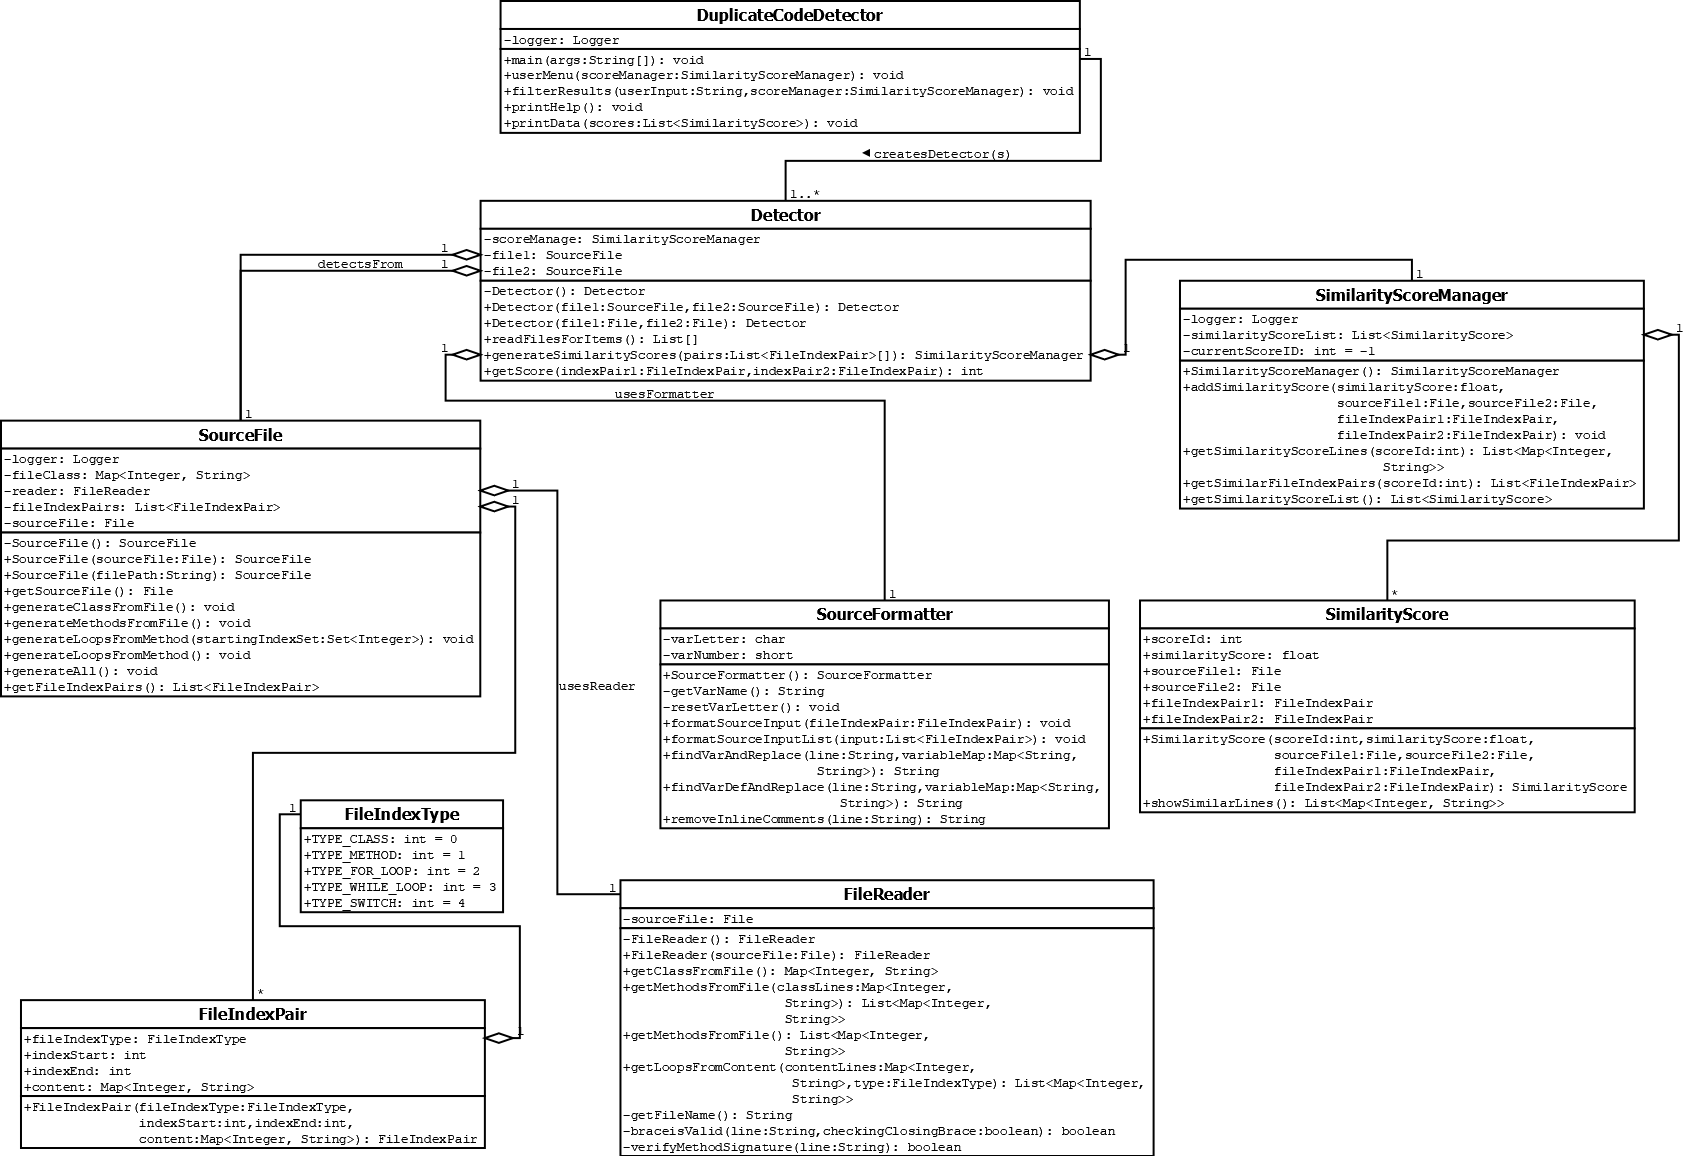 DuplicateCodeDetector
-logger: Logger
+main(args:String[]): void
+userMenu(scoreManager:SimilarityScoreManager): void
+filterResults(userInput:String,scoreManager:SimilarityScoreManager): void
+printHelp(): void
+printData(scores:List<SimilarityScore>): void
1
◄ createsDetector(s)
1..*
Detector
-scoreManage: SimilarityScoreManager
-file1: SourceFile
-file2: SourceFile
-Detector(): Detector
+Detector(file1:SourceFile,file2:SourceFile): Detector
+Detector(file1:File,file2:File): Detector
+readFilesForItems(): List[]
+generateSimilarityScores(pairs:List<FileIndexPair>[]): SimilarityScoreManager
+getScore(indexPair1:FileIndexPair,indexPair2:FileIndexPair): int
1
detectsFrom
1
1
1
1
usesFormatter
1
1
SimilarityScoreManager
-logger: Logger
-similarityScoreList: List<SimilarityScore>
-currentScoreID: int = -1
+SimilarityScoreManager(): SimilarityScoreManager
+addSimilarityScore(similarityScore:float,
sourceFile1:File,sourceFile2:File,
fileIndexPair1:FileIndexPair,
fileIndexPair2:FileIndexPair): void
+getSimilarityScoreLines(scoreId:int): List<Map<Integer,
String>>
+getSimilarFileIndexPairs(scoreId:int): List<FileIndexPair>
+getSimilarityScoreList(): List<SimilarityScore>
1
*
SourceFile
-logger: Logger
-fileClass: Map<Integer, String>
-reader: FileReader
-fileIndexPairs: List<FileIndexPair>
-sourceFile: File
-SourceFile(): SourceFile
+SourceFile(sourceFile:File): SourceFile
+SourceFile(filePath:String): SourceFile
+getSourceFile(): File
+generateClassFromFile(): void
+generateMethodsFromFile(): void
+generateLoopsFromMethod(startingIndexSet:Set<Integer>): void
+generateLoopsFromMethod(): void
+generateAll(): void
+getFileIndexPairs(): List<FileIndexPair>
1
1
usesReader
SourceFormatter
-varLetter: char
-varNumber: short
+SourceFormatter(): SourceFormatter
-getVarName(): String
-resetVarLetter(): void
+formatSourceInput(fileIndexPair:FileIndexPair): void
+formatSourceInputList(input:List<FileIndexPair>): void
+findVarAndReplace(line:String,variableMap:Map<String,
String>): String
+findVarDefAndReplace(line:String,variableMap:Map<String,
String>): String
+removeInlineComments(line:String): String
SimilarityScore
+scoreId: int
+similarityScore: float
+sourceFile1: File
+sourceFile2: File
+fileIndexPair1: FileIndexPair
+fileIndexPair2: FileIndexPair
+SimilarityScore(scoreId:int,similarityScore:float,
sourceFile1:File,sourceFile2:File,
fileIndexPair1:FileIndexPair,
fileIndexPair2:FileIndexPair): SimilarityScore
+showSimilarLines(): List<Map<Integer, String>>
1
FileIndexType
+TYPE_CLASS: int = 0
+TYPE_METHOD: int = 1
+TYPE_FOR_LOOP: int = 2
+TYPE_WHILE_LOOP: int = 3
+TYPE_SWITCH: int = 4
1
FileReader
-sourceFile: File
-FileReader(): FileReader
+FileReader(sourceFile:File): FileReader
+getClassFromFile(): Map<Integer, String>
+getMethodsFromFile(classLines:Map<Integer,
String>): List<Map<Integer,
String>>
+getMethodsFromFile(): List<Map<Integer,
String>>
+getLoopsFromContent(contentLines:Map<Integer,
String>,type:FileIndexType): List<Map<Integer,
String>>
-getFileName(): String
-braceisValid(line:String,checkingClosingBrace:boolean): boolean
-verifyMethodSignature(line:String): boolean
*
FileIndexPair
+fileIndexType: FileIndexType
+indexStart: int
+indexEnd: int
+content: Map<Integer, String>
+FileIndexPair(fileIndexType:FileIndexType,
indexStart:int,indexEnd:int,
content:Map<Integer, String>): FileIndexPair
1